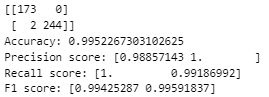 [[173   0]
 [  2 244]]
Accuracy: 0.9952267303102625
Precision score: [0.98857143 1.        ]
Recall score: [1.         0.99186992]
F1 score: [0.99425287 0.99591837]